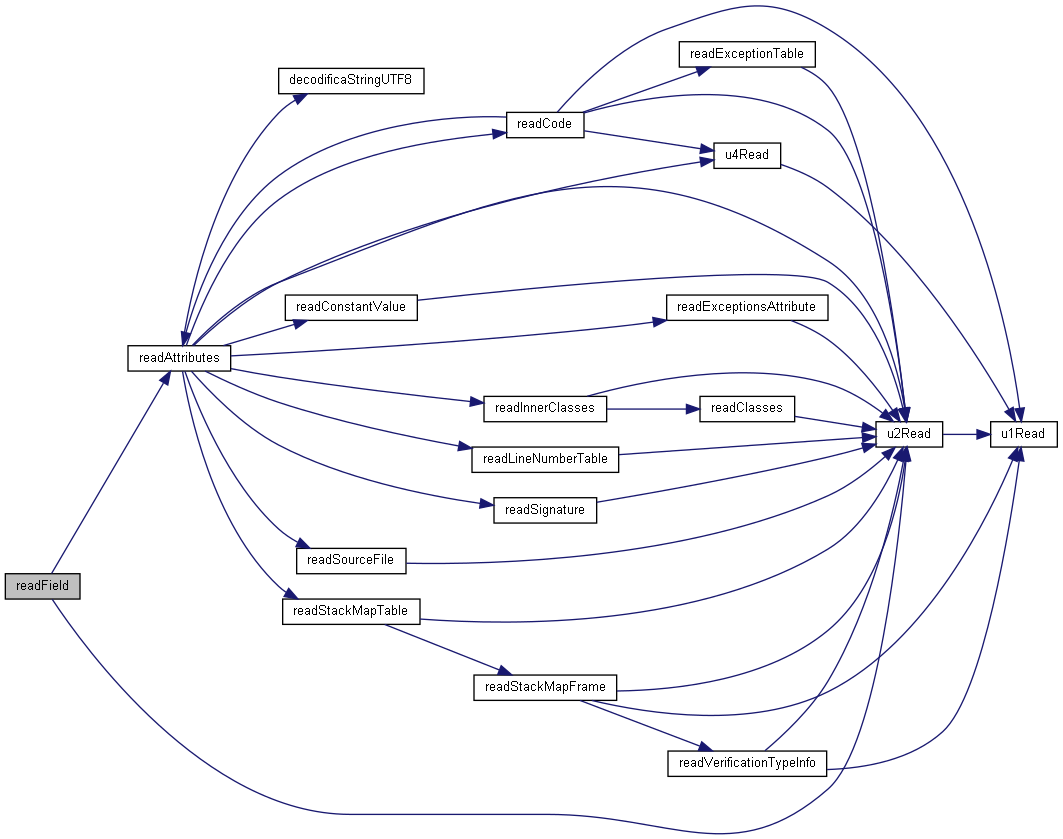 readExceptionTable
decodificaStringUTF8
readCode
u4Read
readConstantValue
readExceptionsAttribute
readAttributes
readInnerClasses
readClasses
u2Read
u1Read
readLineNumberTable
readSignature
readSourceFile
readField
readStackMapTable
readStackMapFrame
readVerificationTypeInfo